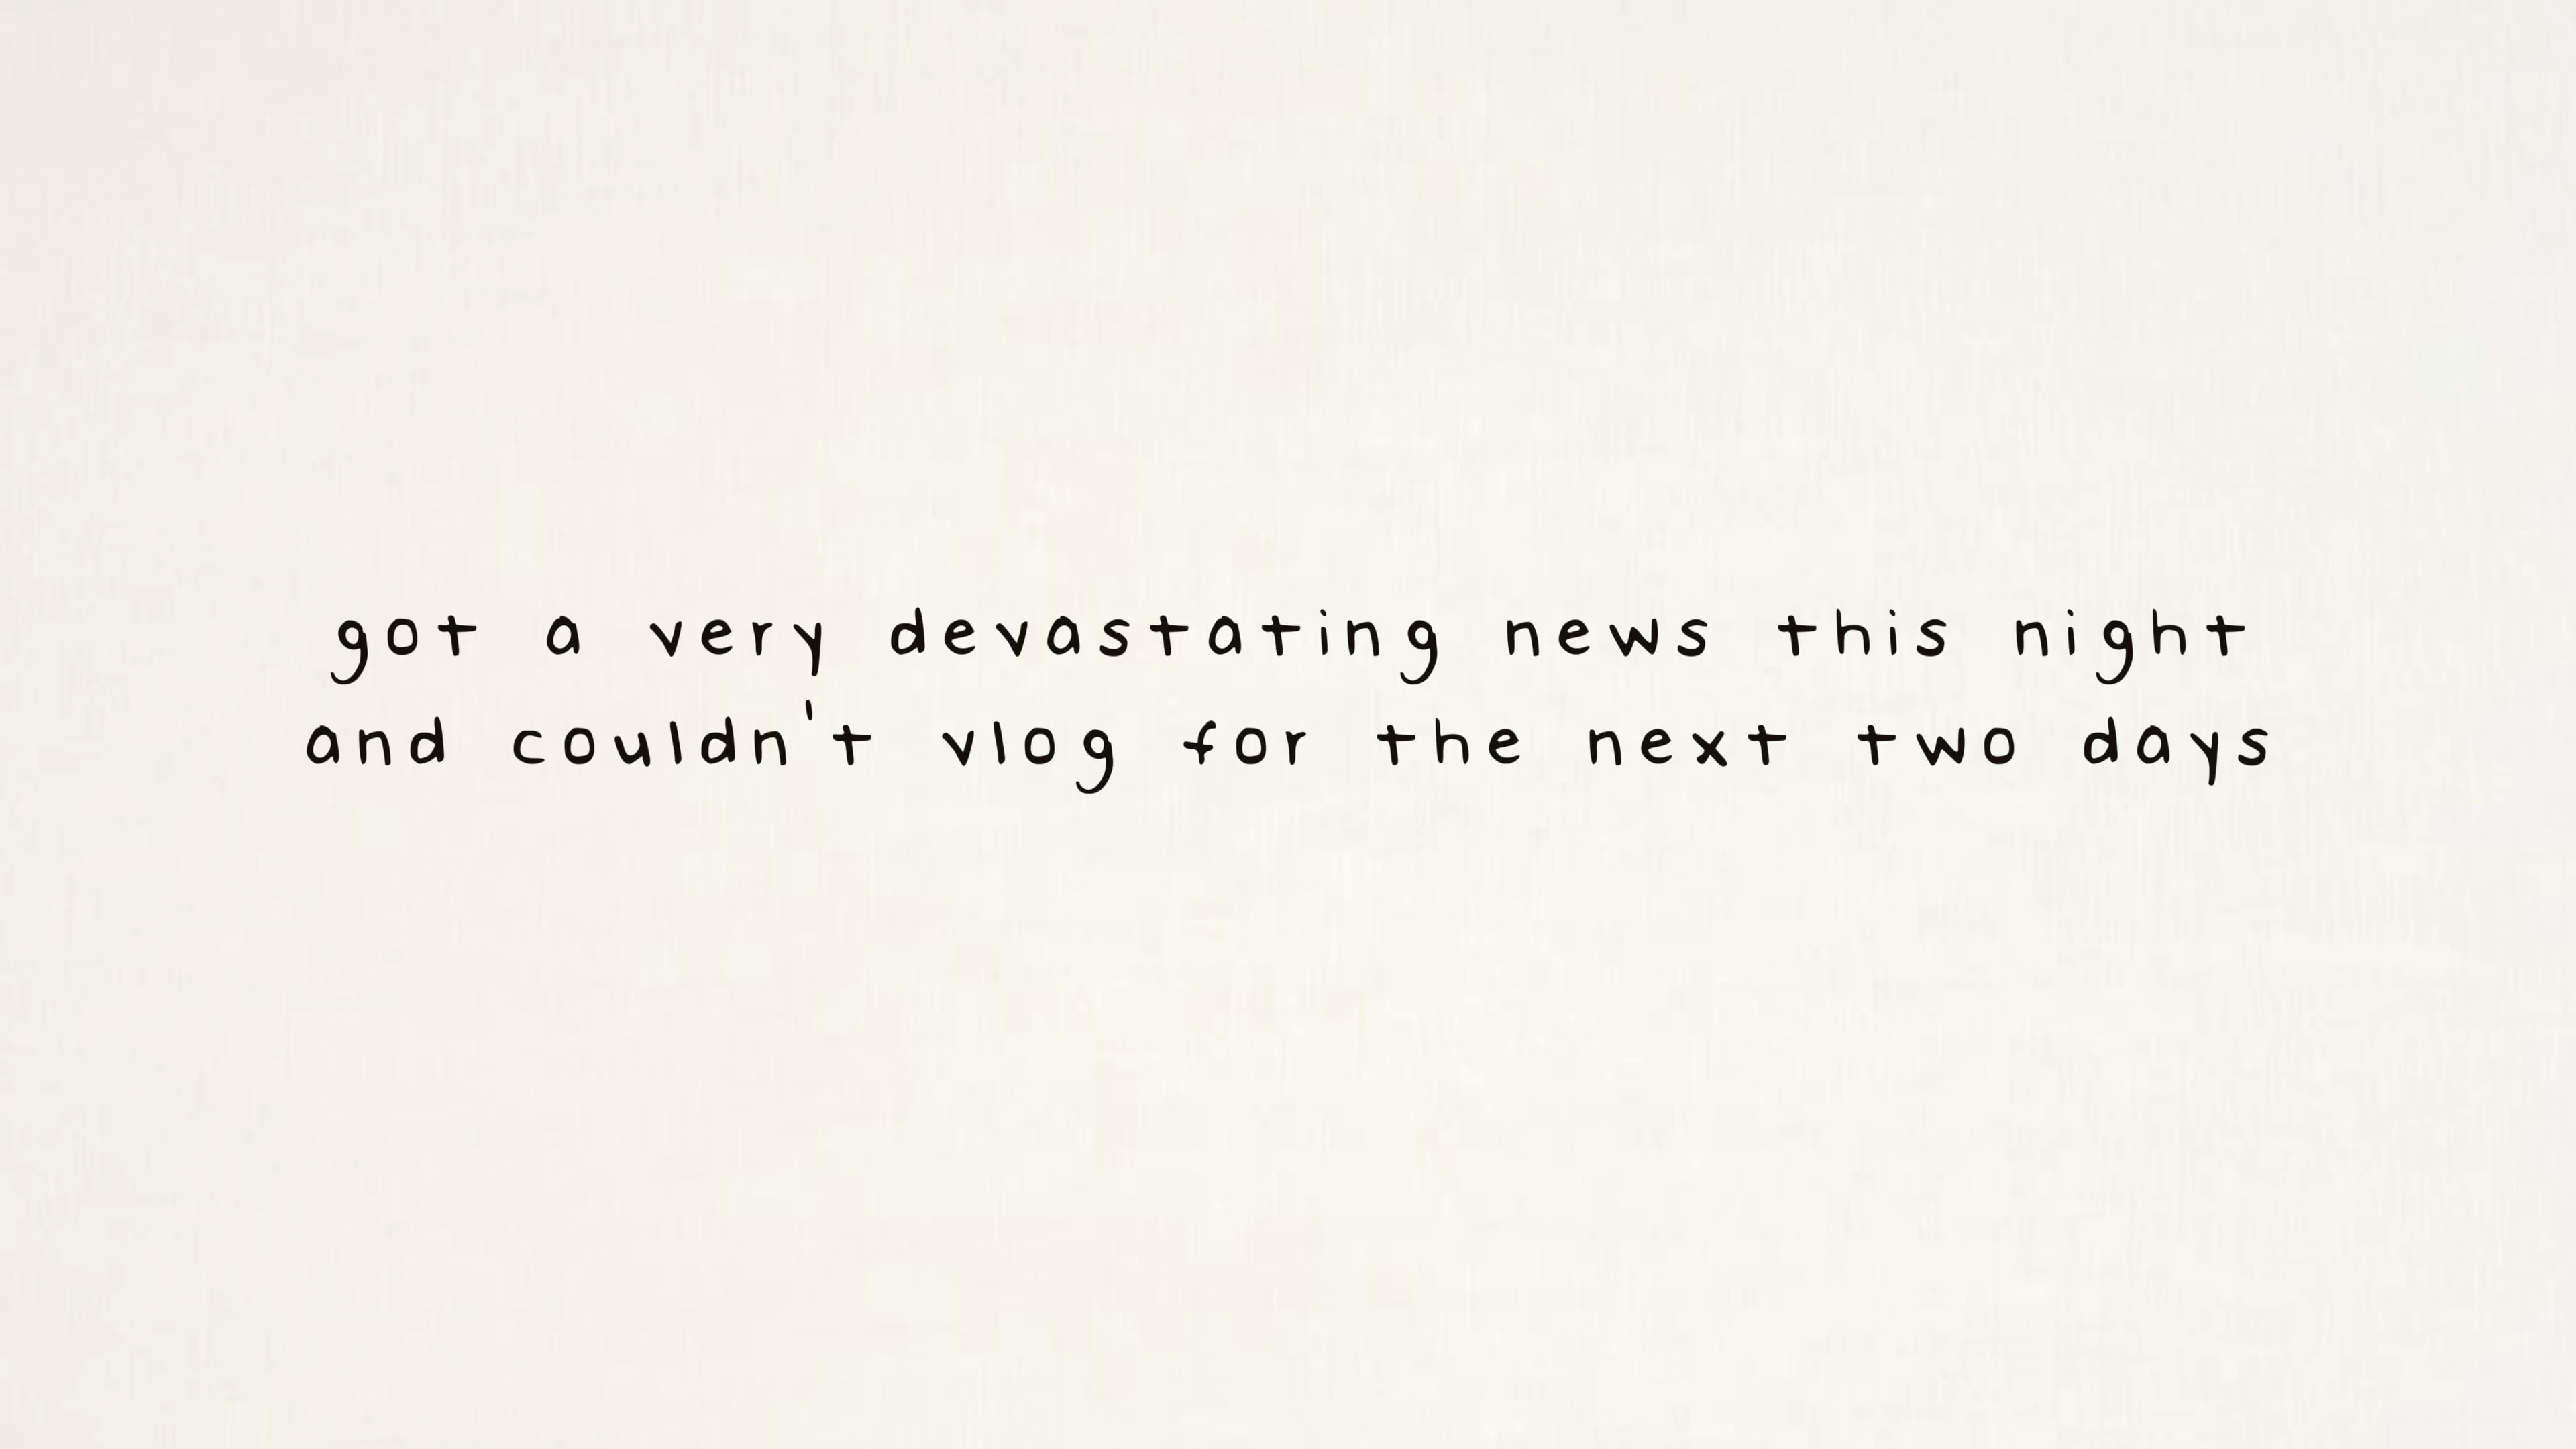 got a very devastating news this night
and couldn't vlog for the next two days